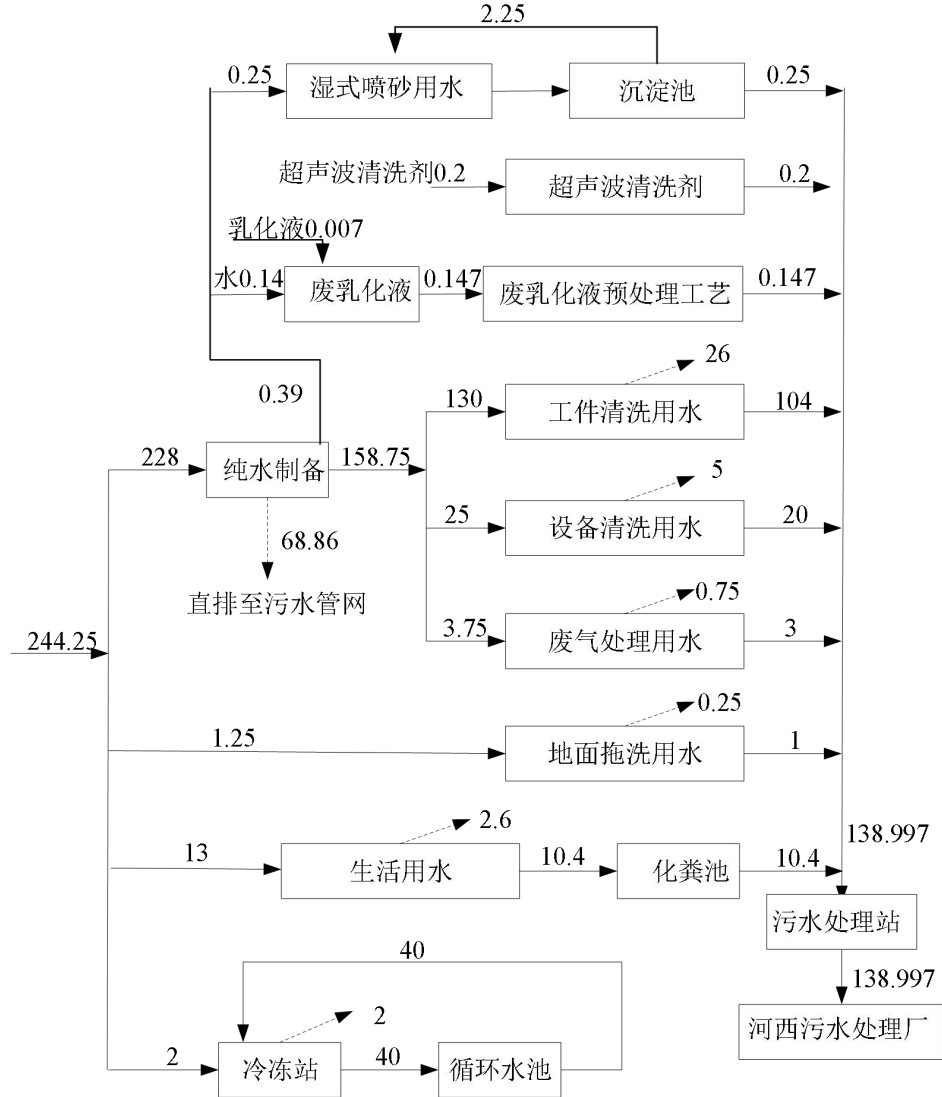 2.25
0.25
湿式喷砂用水
沉淀池
0.25
超声波清洗剂0.2
超声波清洗剂
0.2
乳化液0.007
水0.14
废乳化液
0.147
废乳化液预处理工艺
0.147
0.39
26
130
工件清洗用水
104
228
纯水制备
158.75
5
25
设备清洗用水
20
68.86
直排至污水管网
0.75
3.75
废气处理用水
3
244.25
0.25
1.25
地面拖洗用水
1
2.6
138.997
13
生活用水
10.4
化粪池
10.4
污水处理站
40
138.997
2
河西污水处理厂
2
冷冻站
40
循环水池